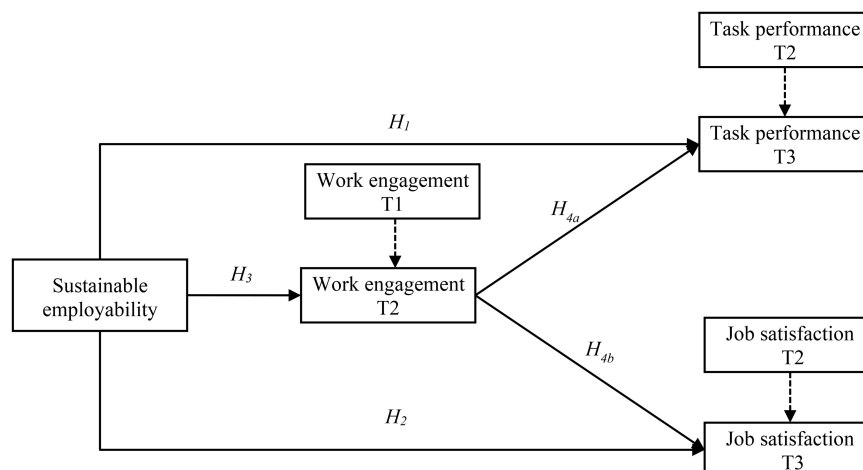 Task performance
T2
H1
Task performance
T3
Work engagement
T1
H4a
Sustainable
employability
H3
Work engagement
T2
Job satisfaction
T2
H4b
H2
Job satisfaction
T3